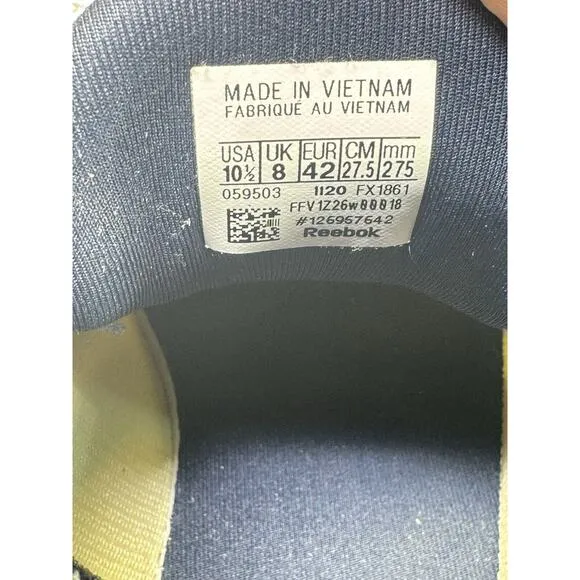 MADE IN VIETNAM
FABRIQUÉ AU VIETNAM
USA UK EUR CM mm
10½ 8 42 27.5 275
059503 1120 FX1861
FFV1Z26w00018
#126967642
Reebok